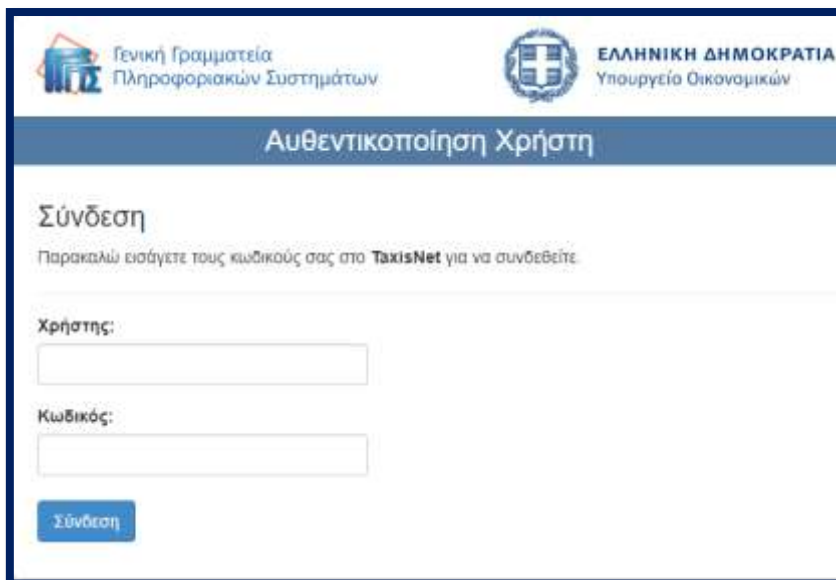 Γενική Γραμματεία
Πληροφοριακών Συστημάτων
ΕΛΛΗΝΙΚΗ ΔΗΜΟΚΡΑΤΙΑ
Υπουργείο Οικονομικών
Αυθεντικοποίηση Χρήστη
Σύνδεση
Παρακαλώ εισάγετε τους κωδικούς σας στο TaxisNet για να συνδεθείτε.
Χρήστης:
Κωδικός:
Σύνδεση